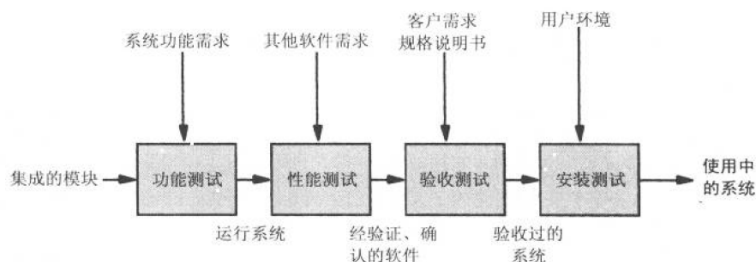 系统功能需求
其他软件需求
客户需求
规格说明书
用户环境
集成的模块
功能测试
性能测试
验收测试
安装测试
使用中
的系统
运行系统
经验证、确
认的软件
验收过的
系统